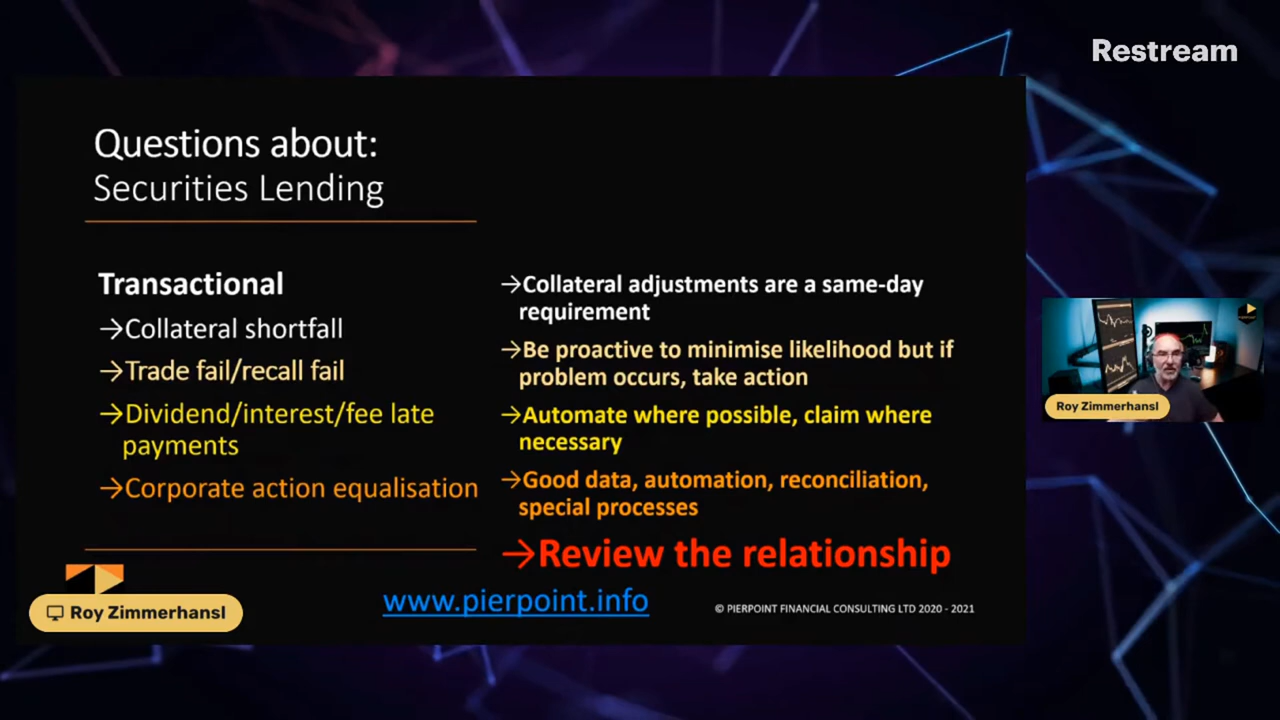 Restream
Questions about:
Securities Lending
Transactional
→Collateral shortfall
→Trade fail/recall fail
→Dividend/interest/fee late
payments
→Corporate action equalisation
→Collateral adjustments are a same-day
requirement
→Be proactive to minimise likelihood but if
problem occurs, take action
→Automate where possible, claim where
necessary
→Good data, automation, reconciliation,
special processes
→Review the relationship
www.pierpoint.info
© PIERPOINT FINANCIAL CONSULTING LTD 2020 - 2021
Roy Zimmerhansl
Roy Zimmerhansl